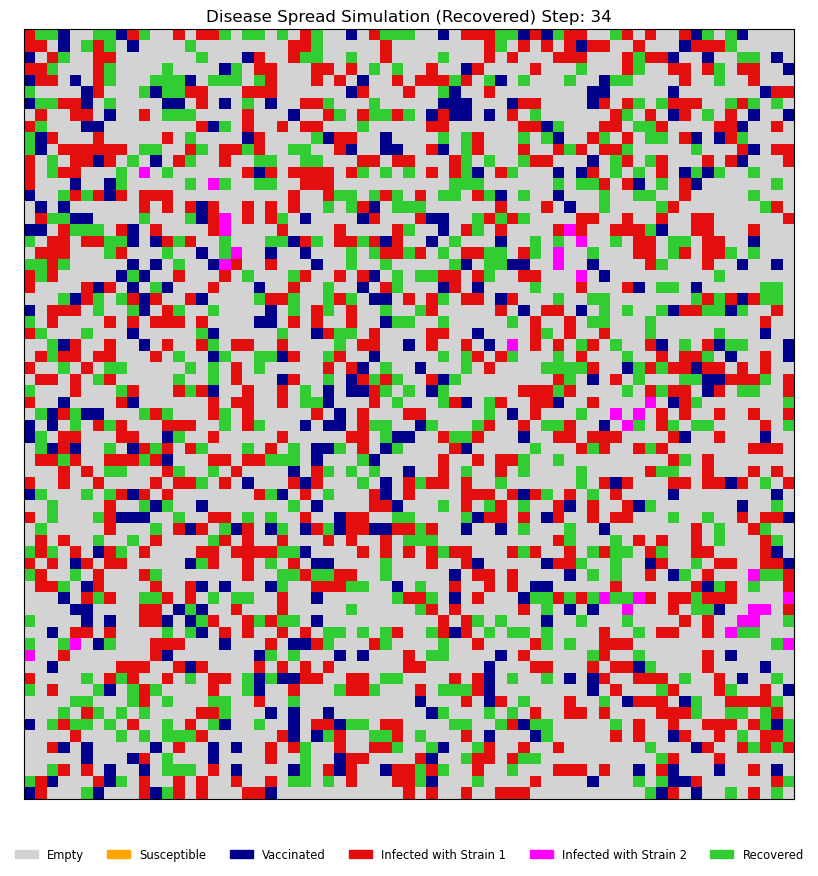 Disease Spread Simulation (Recovered) Step: 34
Empty Susceptible Vaccinated Infected with Strain 1 Infected with Strain 2 Recovered